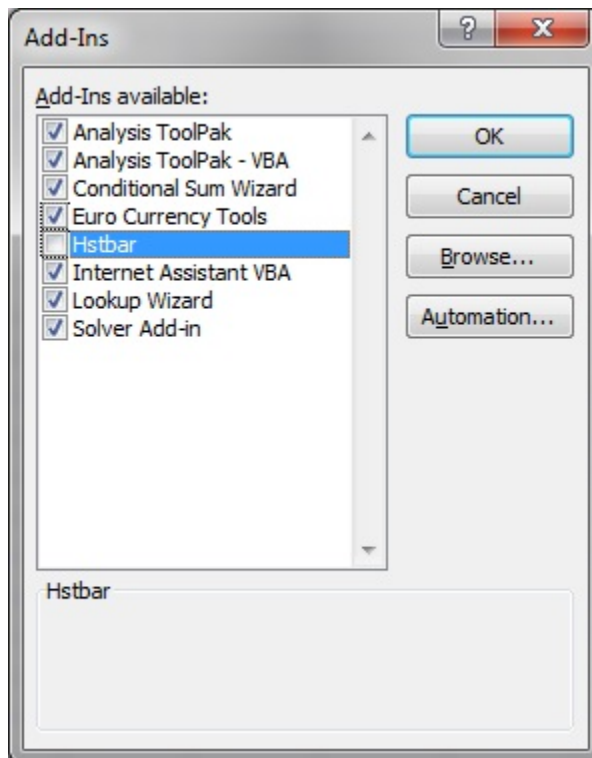 Add-Ins
?
Add-Ins available:
Analysis ToolPak
Analysis ToolPak - VBA
Conditional Sum Wizard
Euro Currency Tools
Hstbar
Internet Assistant VBA
Lookup Wizard
Solver Add-in
OK
Cancel
Browse...
Automation...
Hstbar